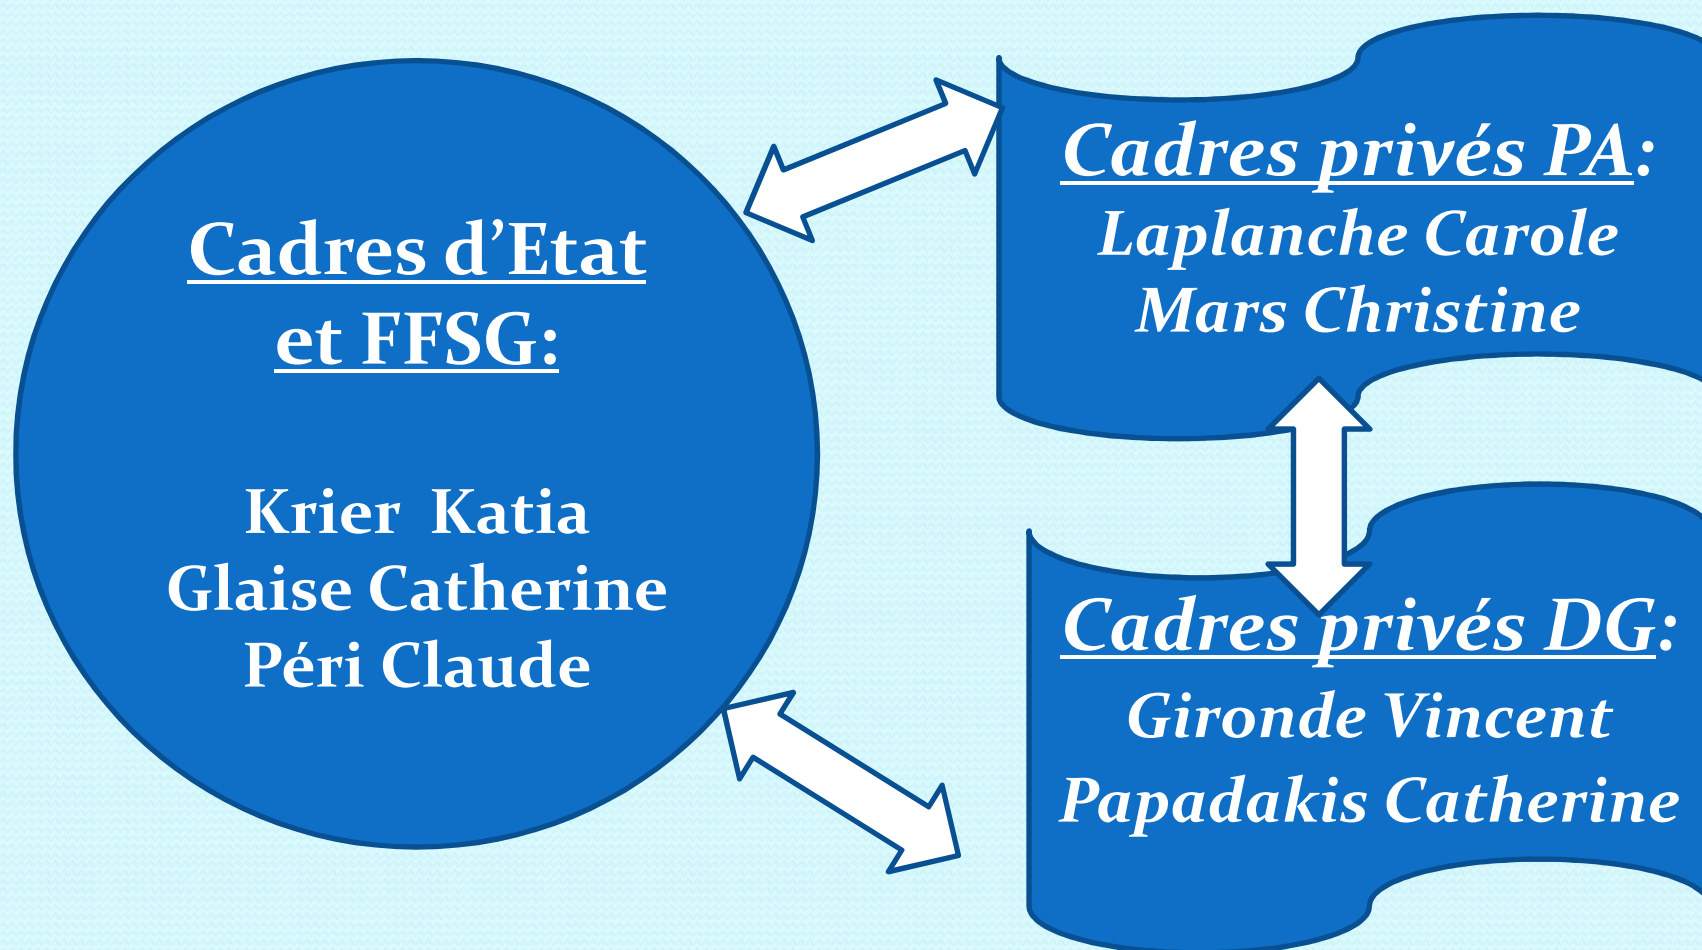 Cadres d’Etat
et FFSG:
Krier Katia
Glaise Catherine
Péri Claude
Cadres privés PA:
Laplanche Carole
Mars Christine
Cadres privés DG:
Gironde Vincent
Papadakis Catherine